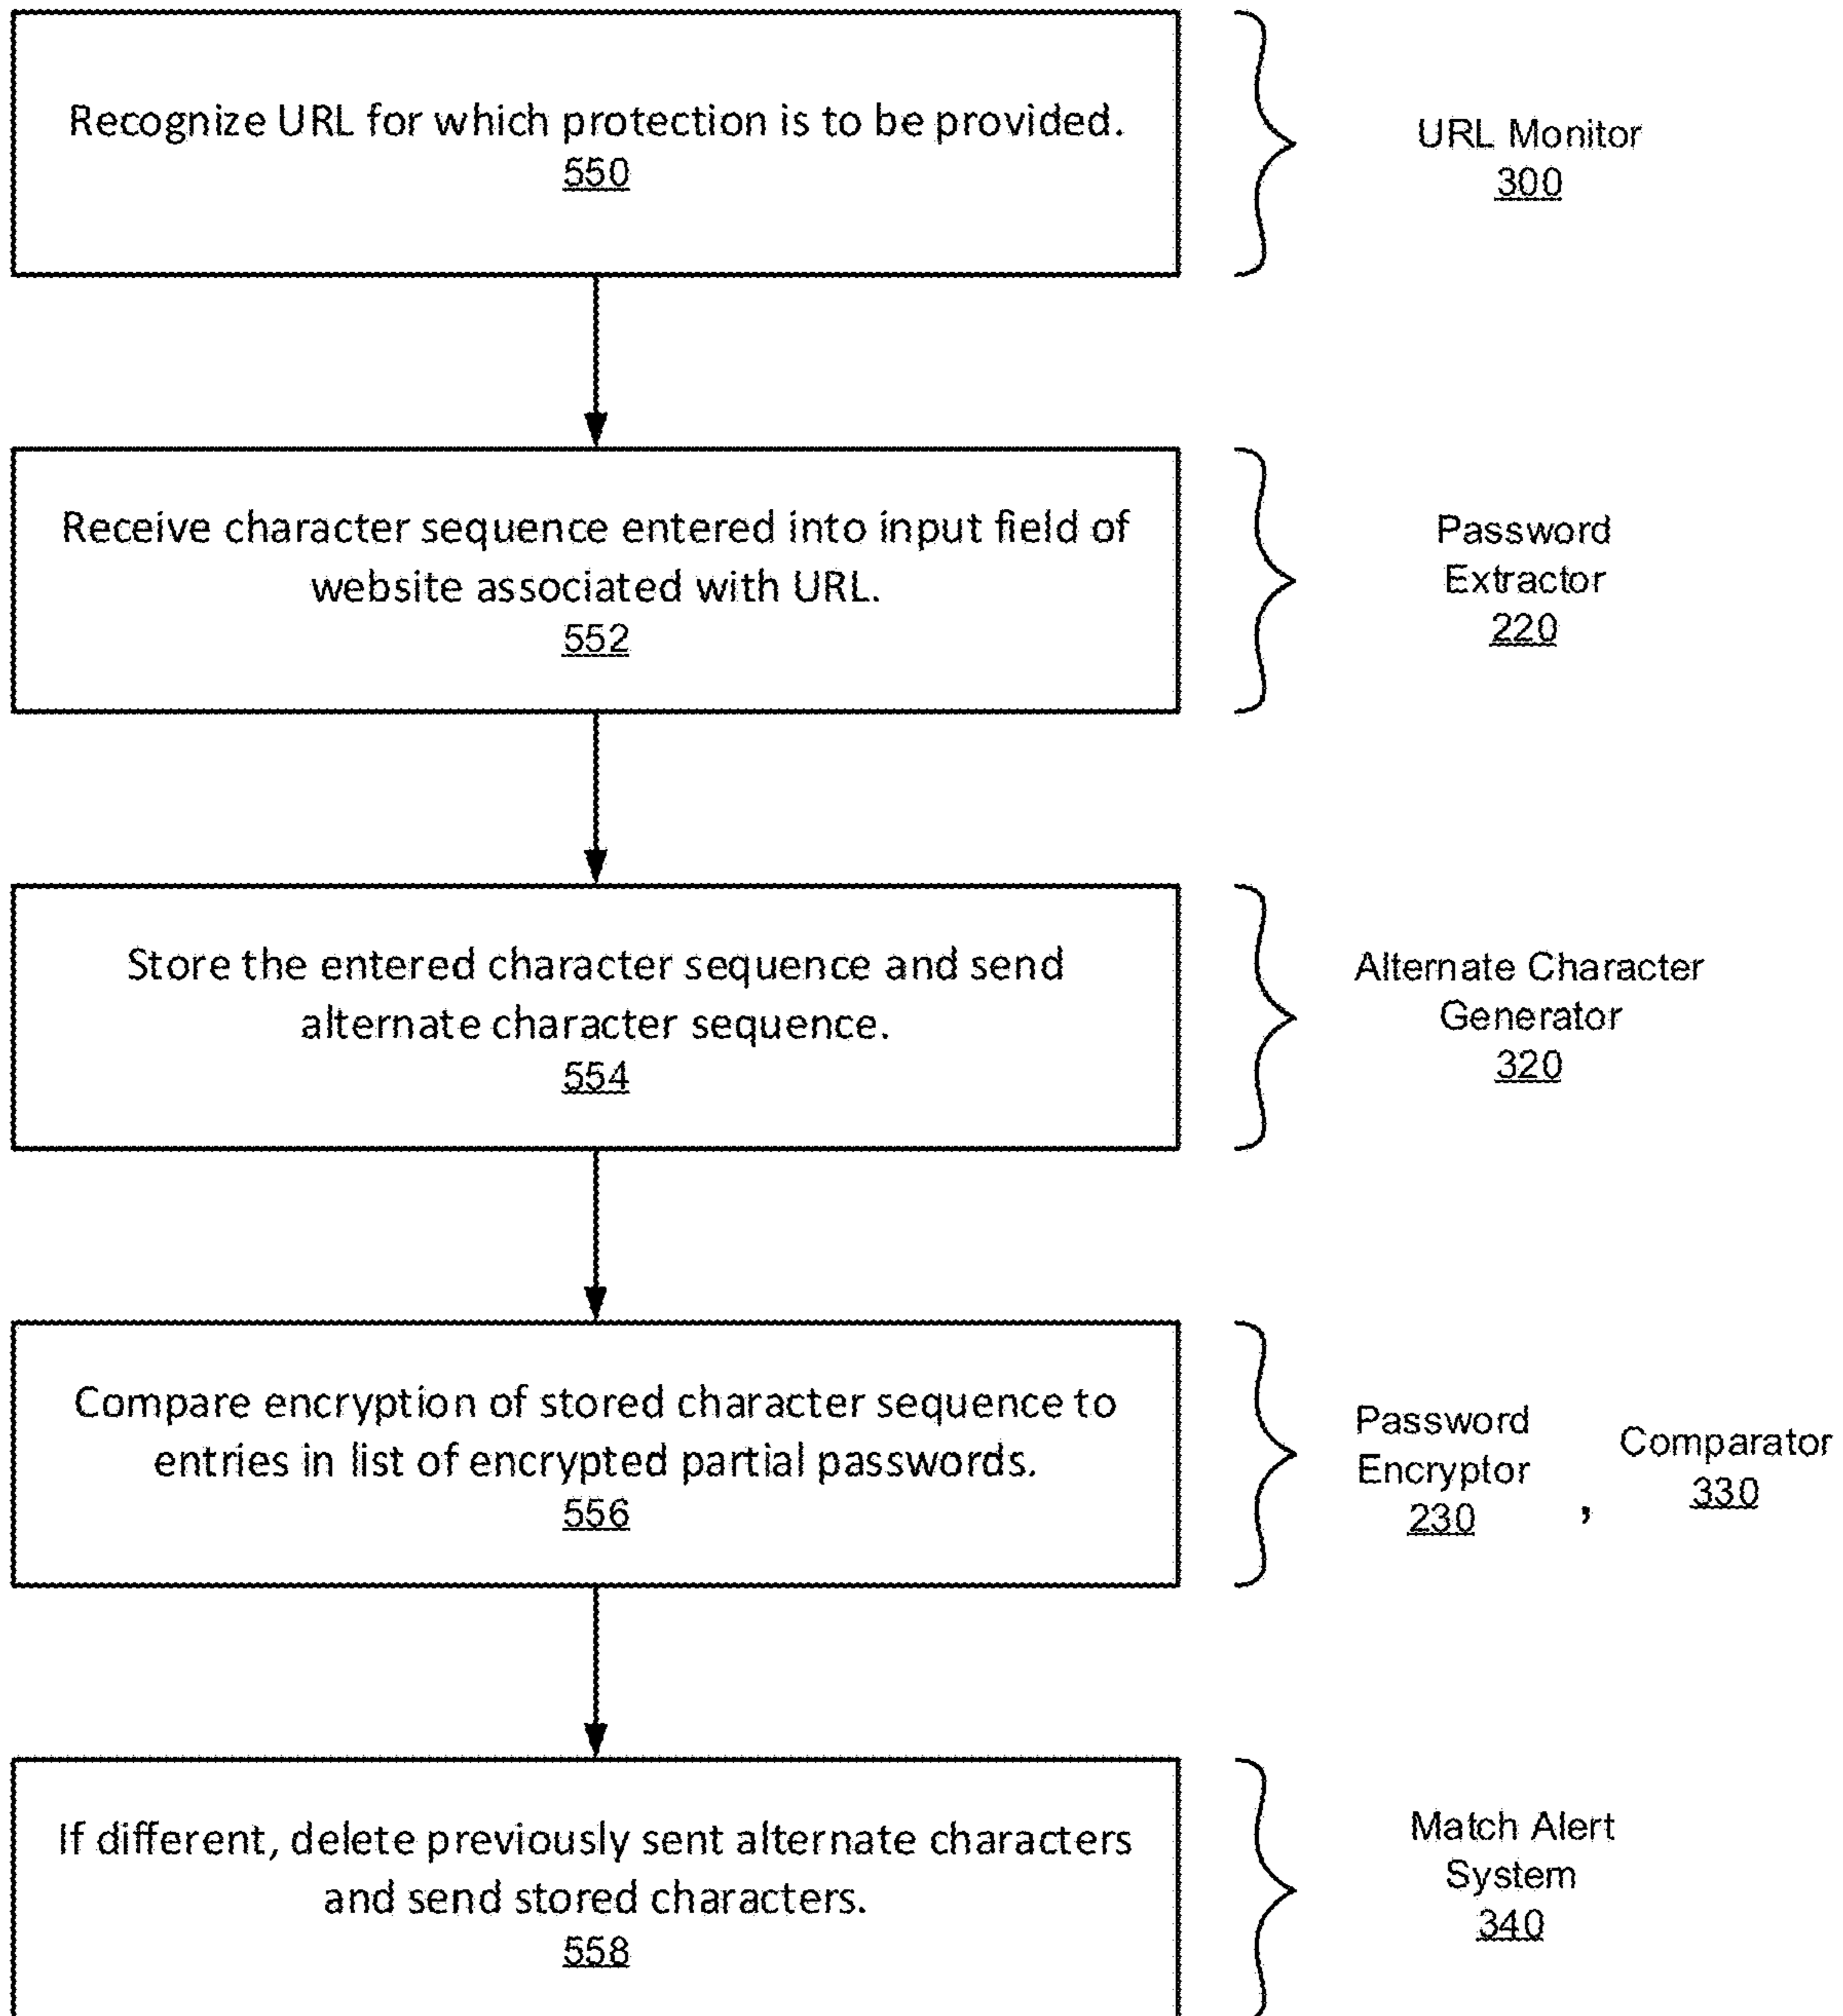 Recognize URL for which protection is to be provided.
550
URL Monitor
300
Receive character sequence entered into input field of
website associated with URL.
552
Password
Extractor
220
Store the entered character sequence and send
alternate character sequence.
554
Alternate Character
Generator
320
Compare encryption of stored character sequence to
entries in list of encrypted partial passwords.
556
Password
Encryptor
230
,
Comparator
330
If different, delete previously sent alternate characters
and send stored characters.
558
Match Alert
System
340